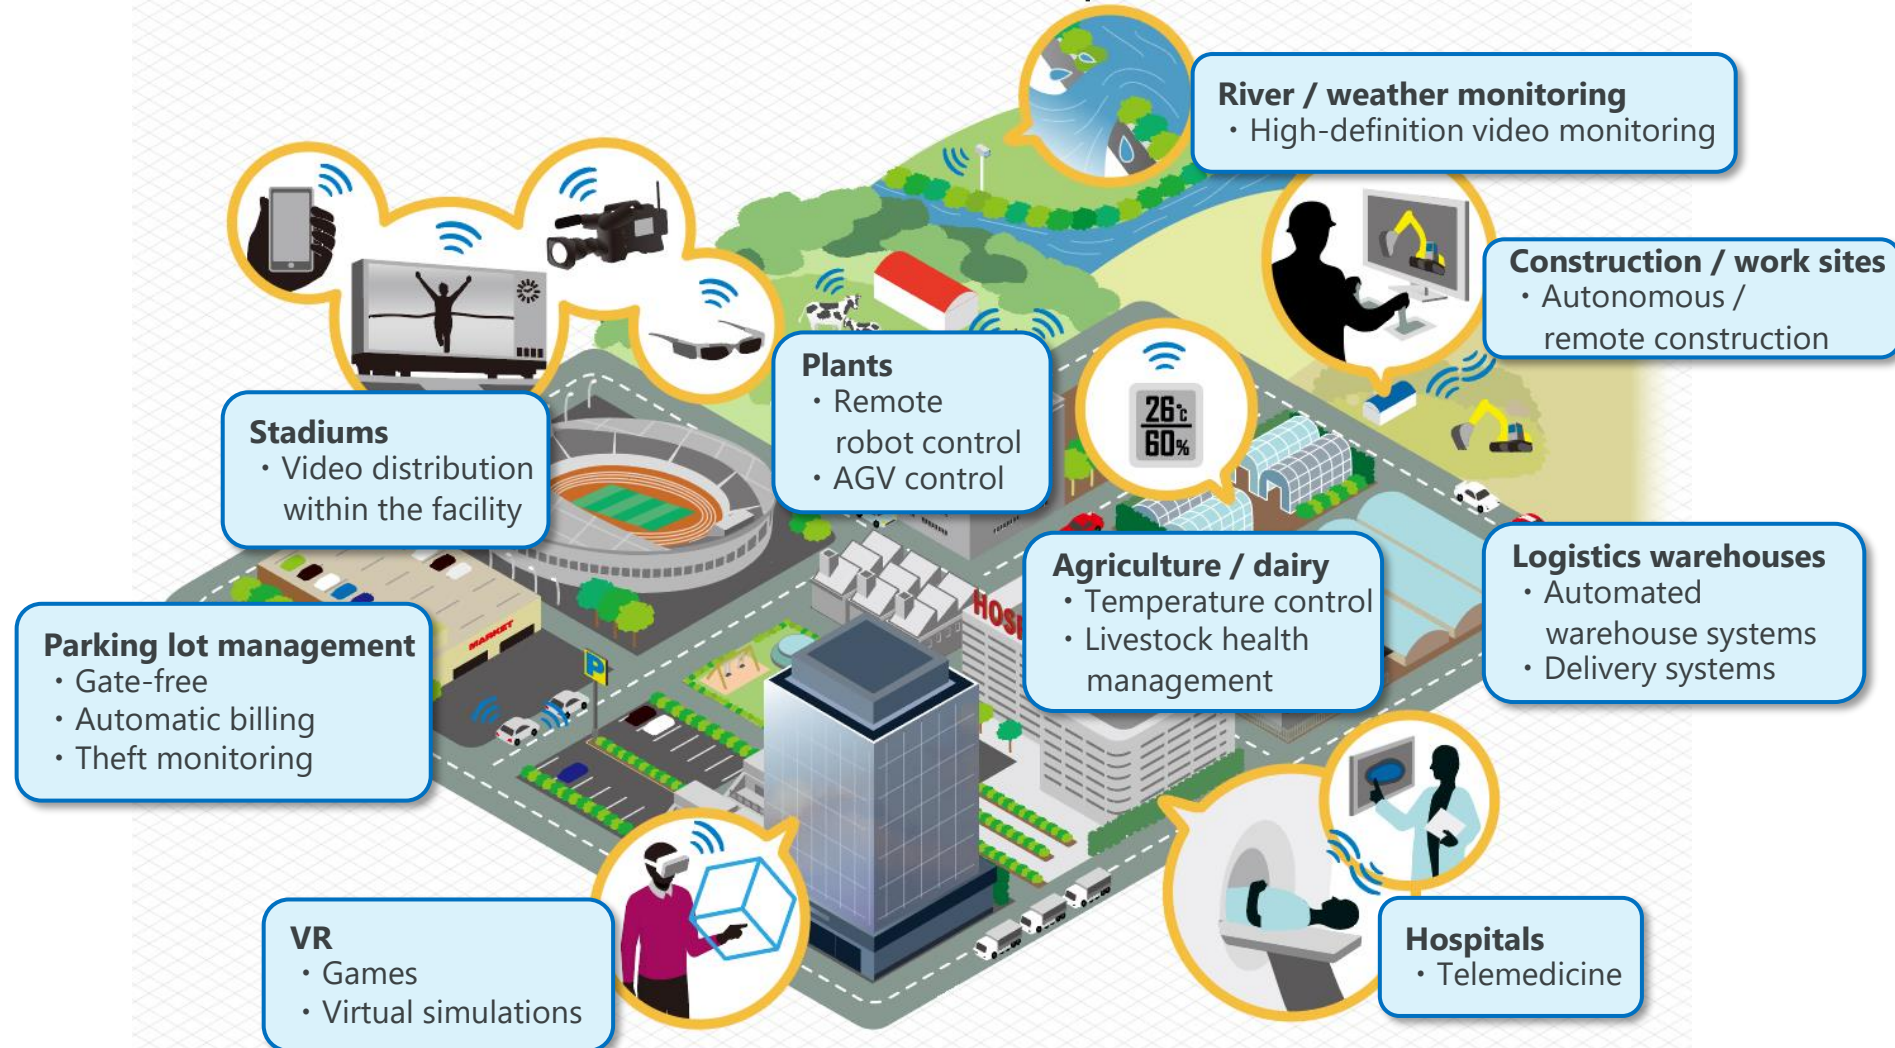 River / weather monitoring
・High-definition video monitoring
Construction / work sites
・Autonomous /
remote construction
Plants
・Remote
robot control
・AGV control
26℃
60%
Stadiums
・Video distribution
within the facility
Agriculture / dairy
・Temperature control
・Livestock health
management
Logistics warehouses
・Automated
warehouse systems
・Delivery systems
Parking lot management
・Gate-free
・Automatic billing
・Theft monitoring
MARKET
P
VR
・Games
・Virtual simulations
Hospitals
・Telemedicine